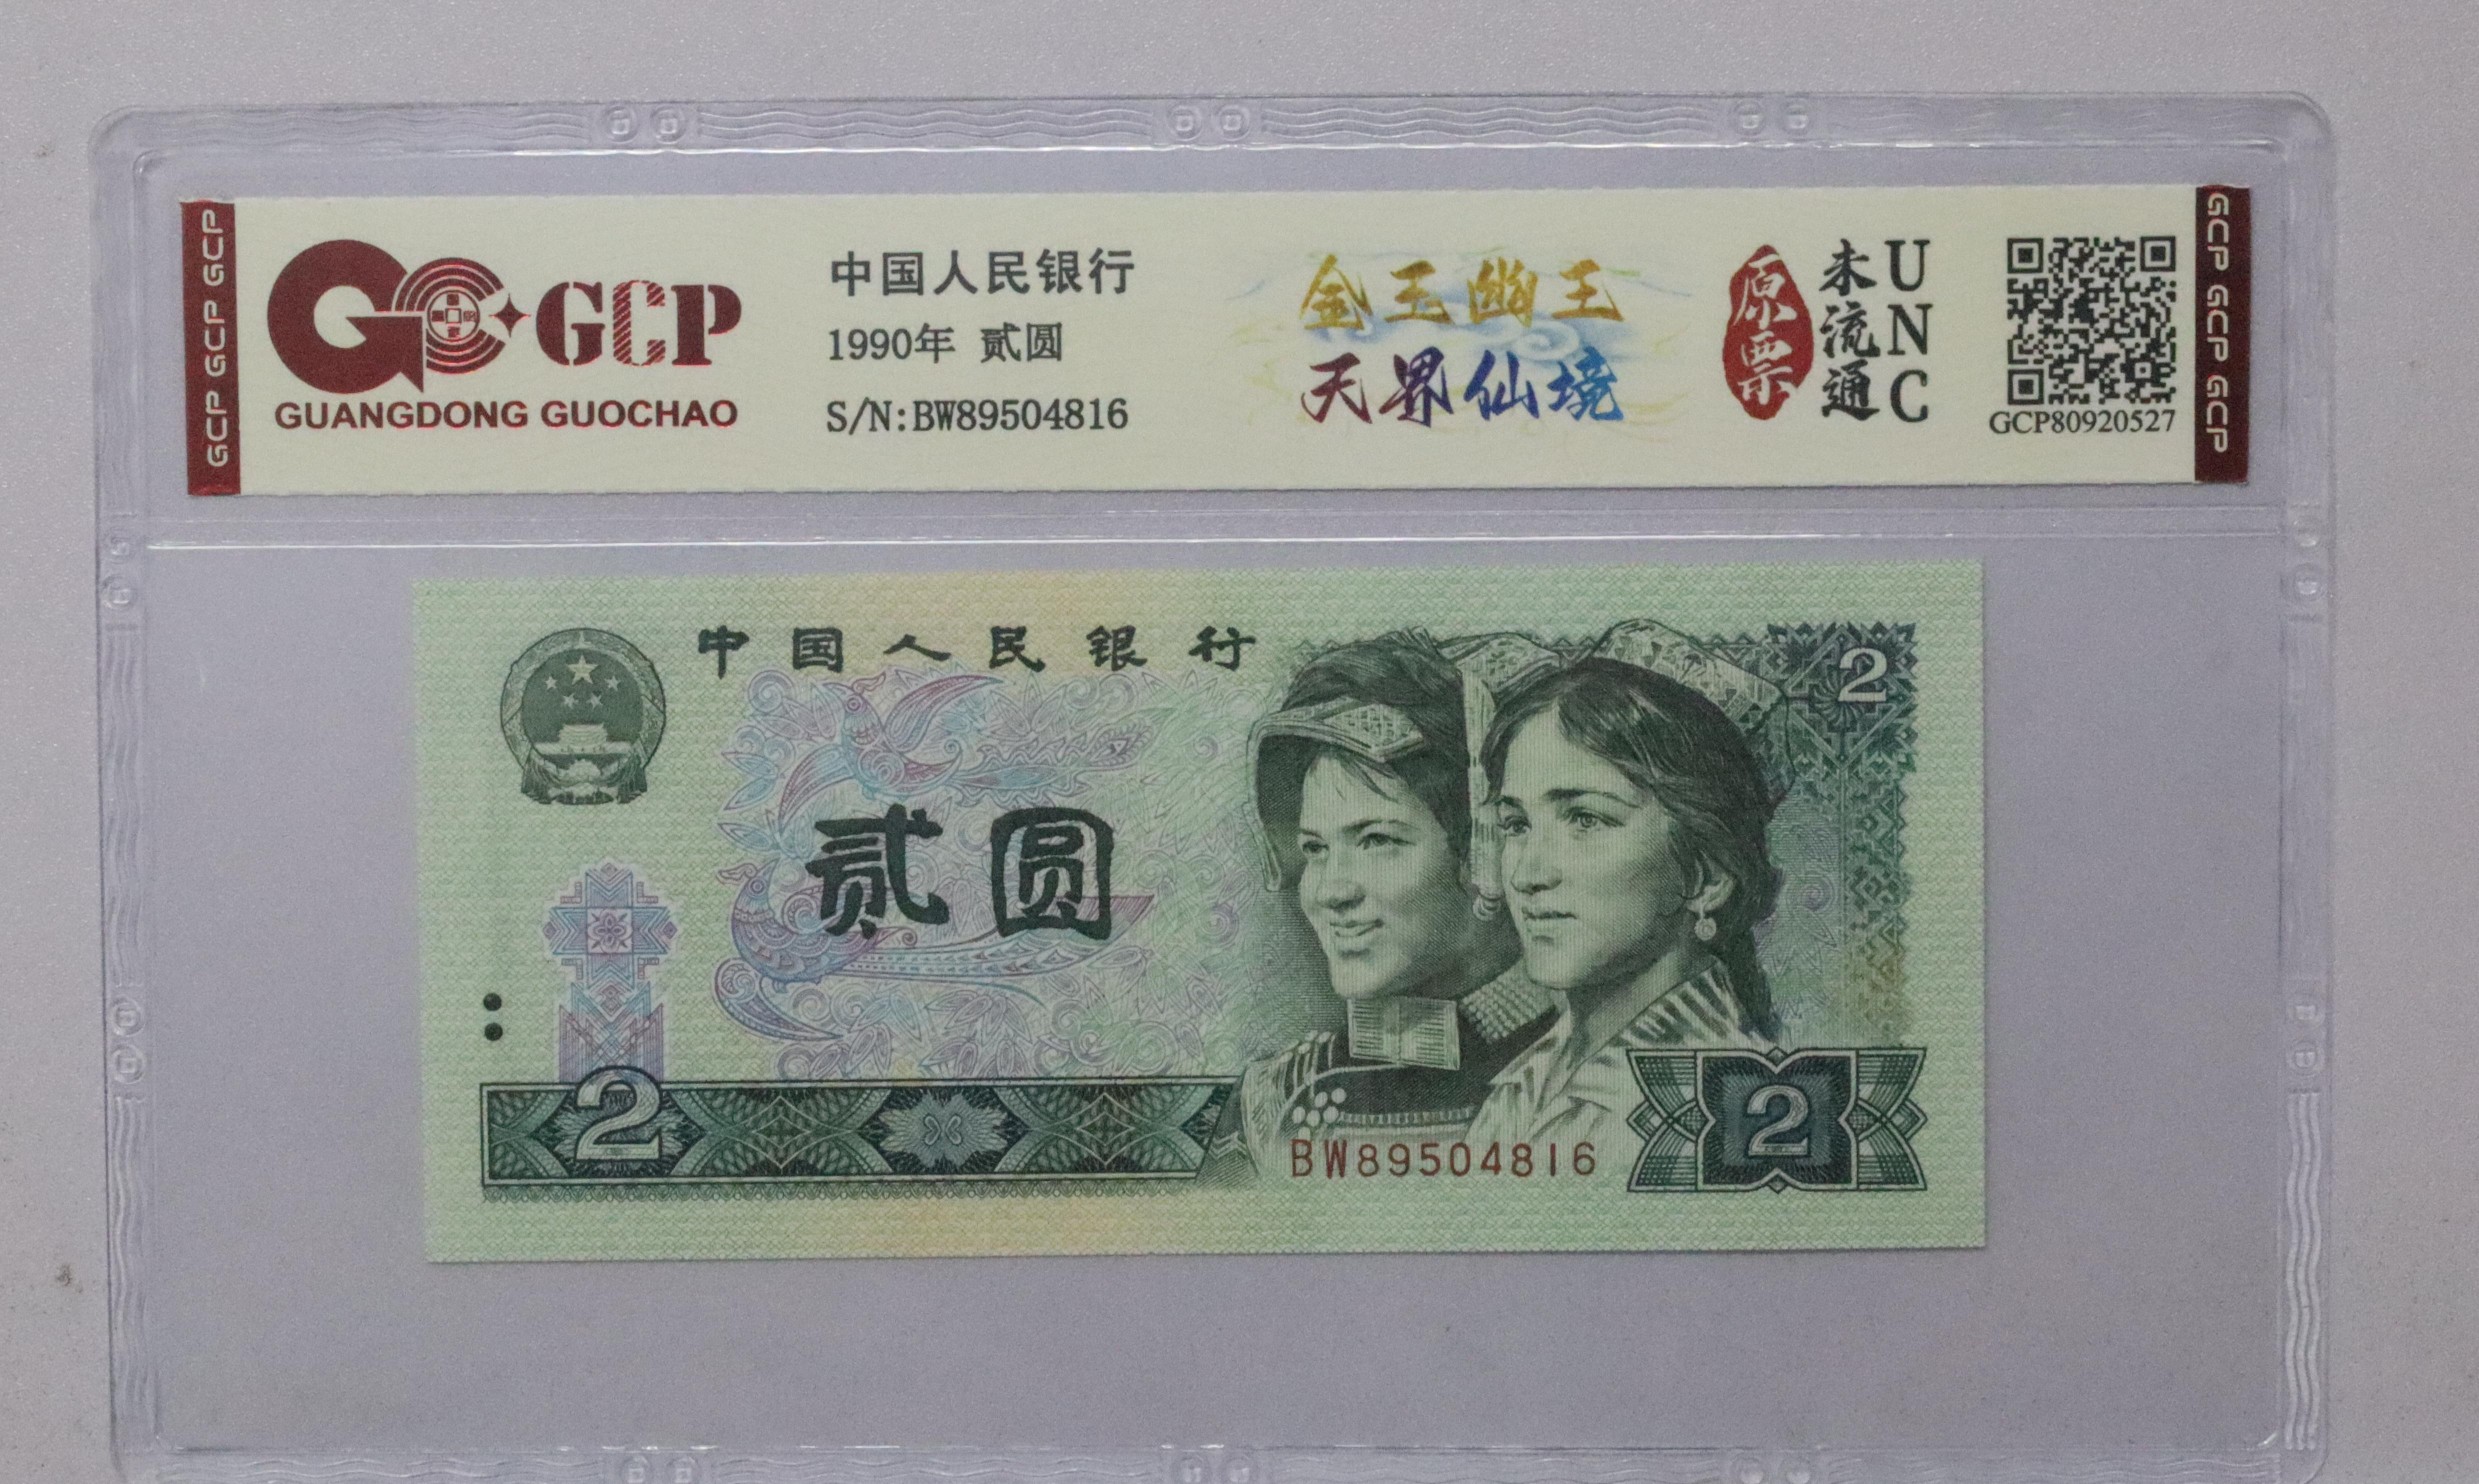 GCP GCP GCP
GCP
GUANGDONG GUOCHAO
中国人民银行
1990年 贰圆
S/N:BW89504816
金玉幽王
天界仙境
原票
未流通
UNC
GCP80920527
GCP GCP GCP
中国人民银行
2
贰圆
2
BW89504816
2